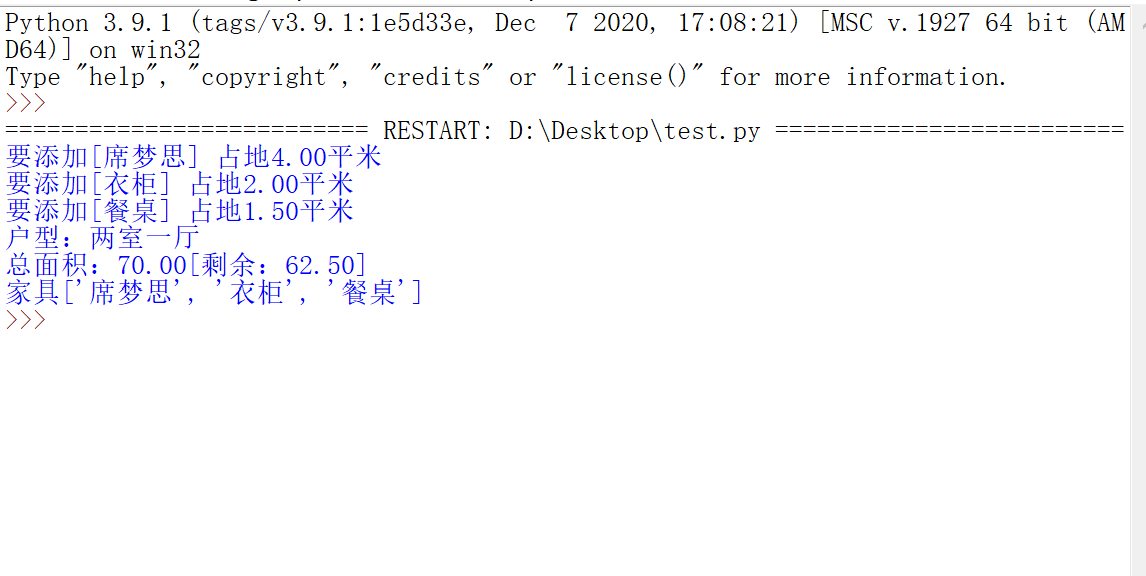 Python 3.9.1 (tags/v3.9.1:1e5d33e, Dec  7 2020, 17:08:21) [MSC v.1927 64 bit (AM
D64)] on win32
Type "help", "copyright", "credits" or "license()" for more information.
>>>
========================== RESTART: D:\Desktop\test.py =========================
要添加[席梦思] 占地4.00平米
要添加[衣柜] 占地2.00平米
要添加[餐桌] 占地1.50平米
户型：两室一厅
总面积：70.00[剩余：62.50]
家具['席梦思', '衣柜', '餐桌']
>>>